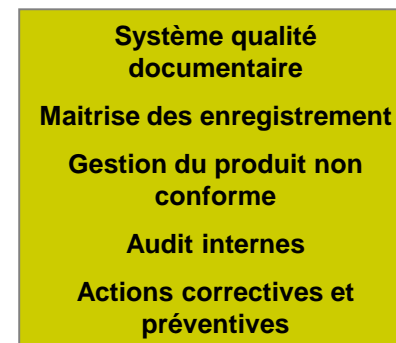 Système qualité
documentaire
Maitrise des enregistrement
Gestion du produit non
conforme
Audit internes
Actions correctives et
préventives